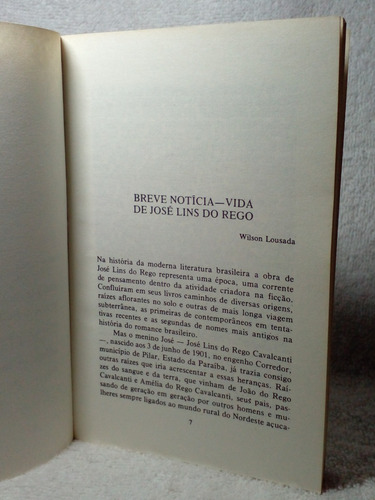 BREVE NOTÍCIA—VIDA
DE JOSÉ LINS DO REGO
Wilson Lousada
Na história da moderna literatura brasileira a obra de
José Lins do Rego representa uma época, uma corrente
de pensamento dentro da atividade criadora na ficção.
Confluíram em seus livros caminhos de diversas origens,
raízes aflorantes no solo e outras de mais longa viagem
subterrânea, as primeiras de contemporâneos em tenta-
tivas recentes e as segundas de nomes mais antigos na
história do romance brasileiro.
Mas o menino José — José Lins do Rego Cavalcanti
—, nascido aos 3 de junho de 1901, no engenho Corredor,
município de Pilar, Estado da Paraíba, já trazia consigo
outras raízes que iria acrescentar a essas heranças. Raí-
zes do sangue e da terra, que vinham de João do Rego
Cavalcanti e Amélia do Rego Cavalcanti, seus pais, pas-
sando de geração em geração por outros homens e mu-
lheres sempre ligados ao mundo rural do Nordeste açuca-
7